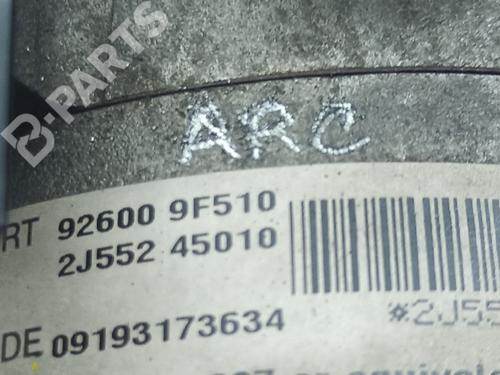 B-PARTS
ARC
RT 92600 9F510
2J552 45010
*2J55
DE 09193173634